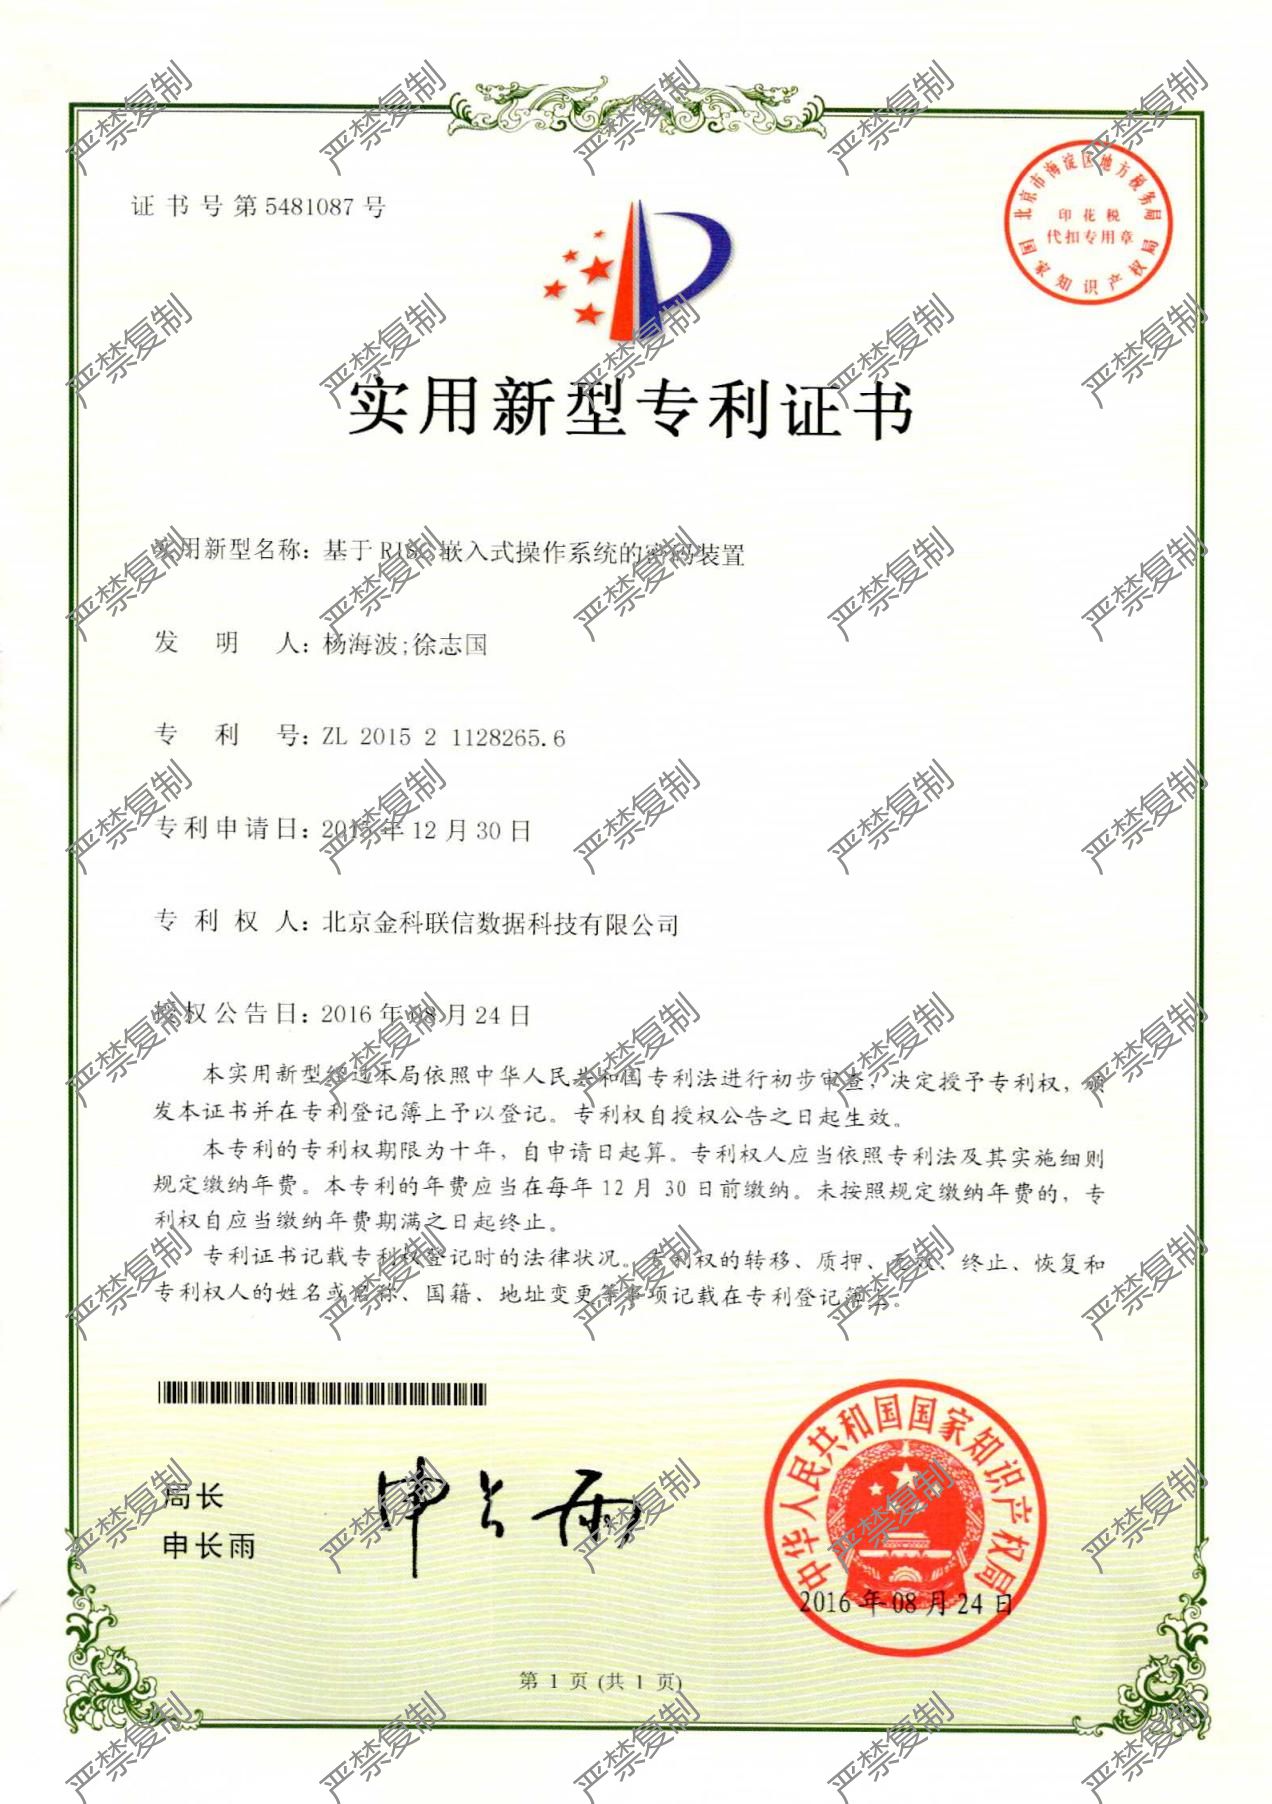 证书号第5481087号
北京市海淀区地方税务局
印花税
代扣专用章
国家知识产权局
实用新型专利证书
实用新型名称：基于RISC嵌入式操作系统的密码装置
发明人：杨海波;徐志国
专利号：ZL 2015 2 1128265.6
专利申请日：2015年12月30日
专利权人：北京金科联信数据科技有限公司
授权公告日：2016年08月24日
本实用新型经过本局依照中华人民共和国专利法进行初步审查，决定授予专利权，颁
发本证书并在专利登记簿上予以登记。专利权自授权公告之日起生效。
本专利的专利权期限为十年，自申请日起算。专利权人应当依照专利法及其实施细则
规定缴纳年费。本专利的年费应当在每年12月30日前缴纳。未按照规定缴纳年费的，专
利权自应当缴纳年费期满之日起终止。
专利证书记载专利权登记时的法律状况。专利权的转移、质押、无效、终止、恢复和
专利权人的姓名或名称、国籍、地址变更等事项记载在专利登记簿上。
局长
申长雨
申长雨
中华人民共和国国家知识产权局
2016年08月24日
第1页(共1页)
严禁复制